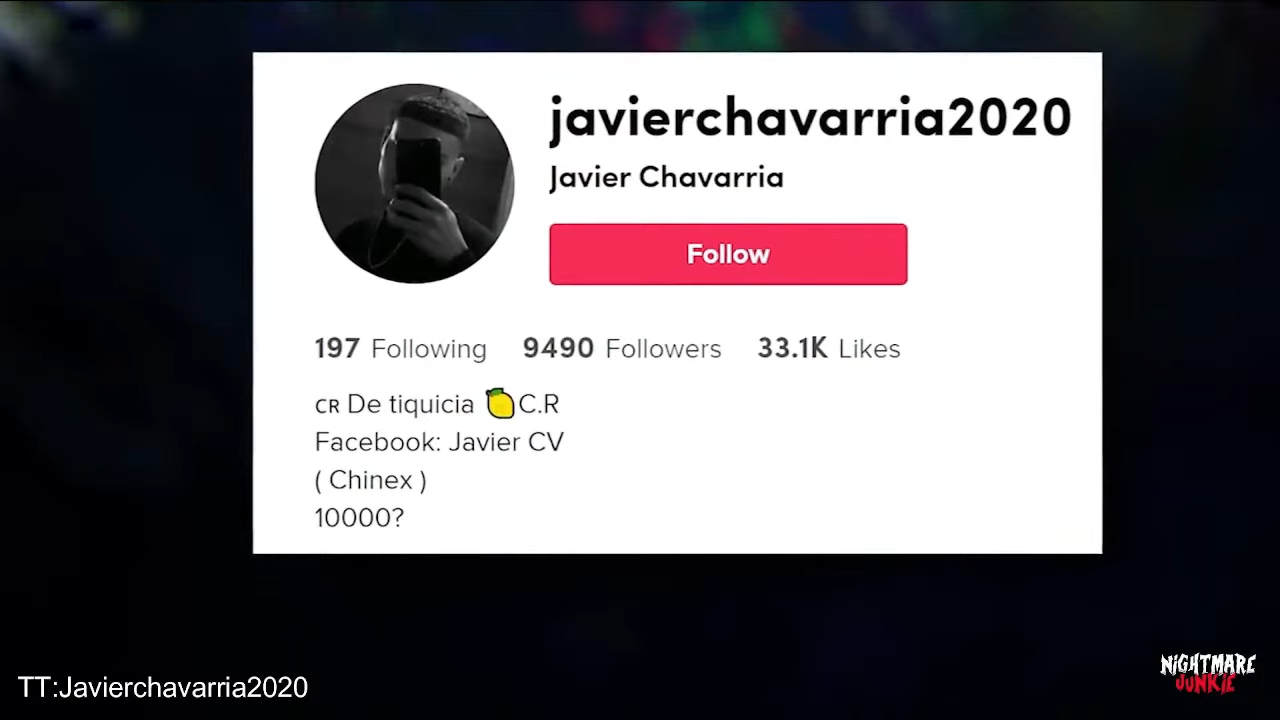 javierchavarria2020
Javier Chavarria
Follow
197 Following 9490 Followers 33.1K Likes
CR De tiquicia 🍋C.R
Facebook: Javier CV
( Chinex )
10000?
TT:Javierchavarria2020
NIGHTMARE
JUNKIE